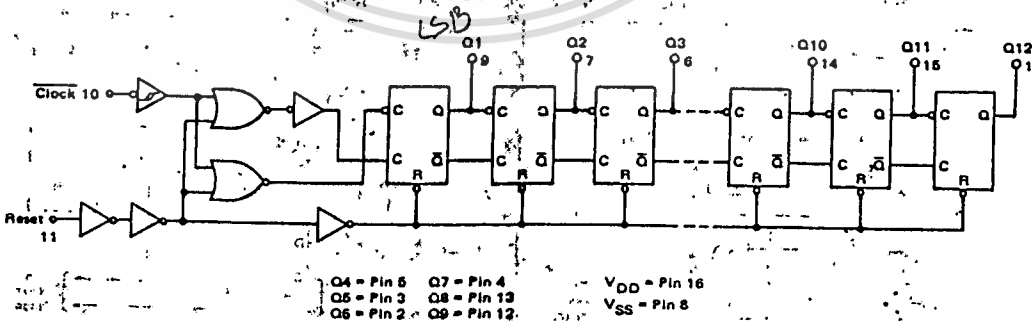 LSB
Q1 Q2 Q3 Q10 Q11 Q12
9 7 6 14 15 1
Clock 10
C Q C Q C C Q C Q C
C Q̅ C Q̅ C C Q̅ C Q̅ C
R R R R R R
Reset
11
Q4 = Pin 5 Q7 = Pin 4
Q5 = Pin 3 Q8 = Pin 13
Q6 = Pin 2 Q9 = Pin 12
VDD = Pin 16
VSS = Pin 8